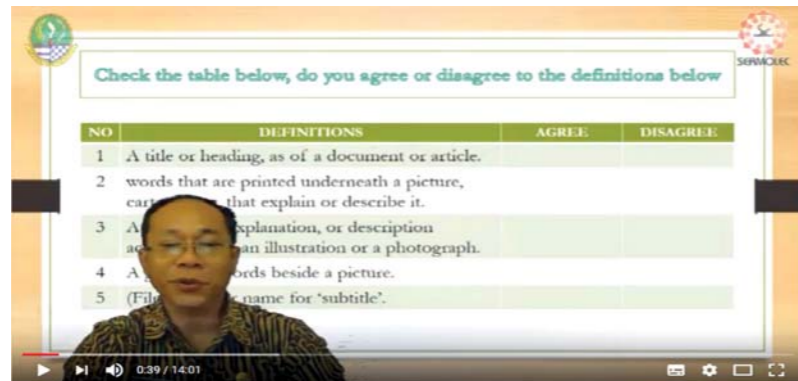 SEAMOLEC
Check the table below, do you agree or disagree to the definitions below
NO DEFINITIONS AGREE DISAGREE
1 A title or heading, as of a document or article.
2 words that are printed underneath a picture,
that explain or describe it.
3 A explanation, or description
an illustration or a photograph.
4 A beside a picture.
5 name for 'subtitle'.
0:39 / 14:01